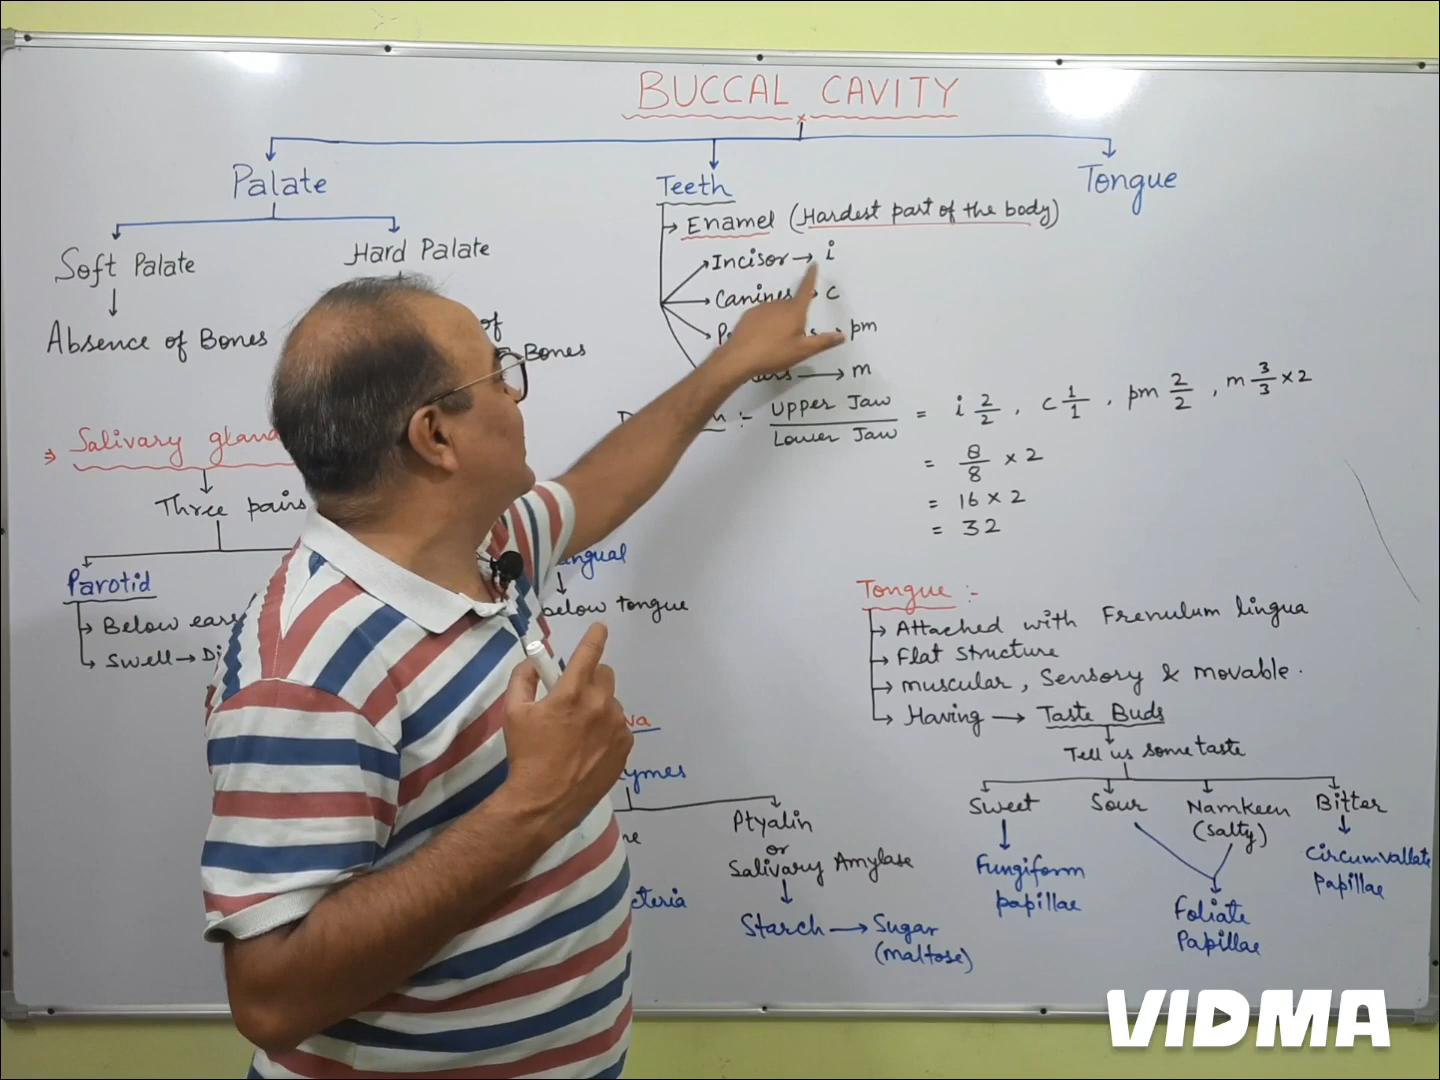 BUCCAL CAVITY
Palate
Teeth
Tongue
Soft Palate
Hard Palate
Absence of Bones
of
Bones
Enamel (Hardest part of the body)
Incisor → i
Canines → c
pm
→ m
:- Upper Jaw / Lower Jaw = i 2/2 , c 1/1 , pm 2/2 , m 3/3 × 2
= 8/8 × 2
= 16 × 2
= 32
⇒ Salivary gland
Three pairs
Parotid
→ Below ears
→ Swell →
below tongue
Tongue :-
→ Attached with Frenulum lingua
→ Flat Structure
→ muscular, Sensory & movable.
→ Having → Taste Buds
Tell us some taste
Sweet
Sour
Namkeen
(Salty)
Bitter
Fungiform
papillae
Foliate
Papillae
Circumvallate
Papillae
Ptyalin
or
Salivary Amylase
Starch → Sugar
(maltose)
VIDMA